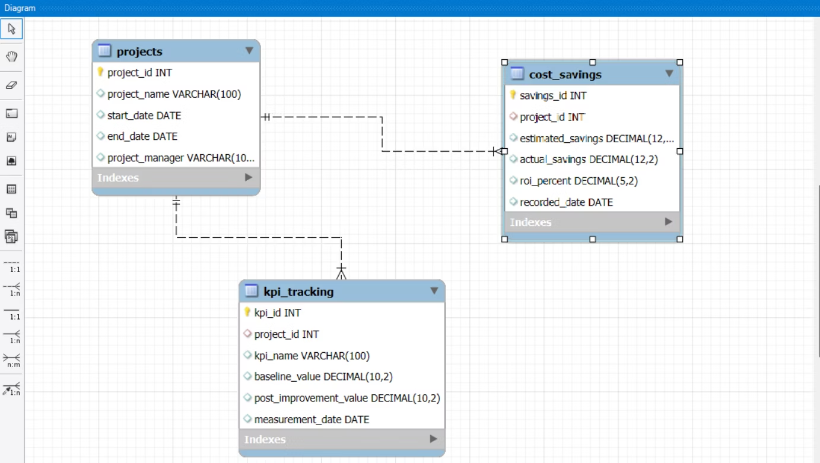 Diagram
projects
project_id INT
project_name VARCHAR(100)
start_date DATE
end_date DATE
project_manager VARCHAR(10...
Indexes
cost_savings
savings_id INT
project_id INT
estimated_savings DECIMAL(12,...
actual_savings DECIMAL(12,2)
roi_percent DECIMAL(5,2)
recorded_date DATE
Indexes
kpi_tracking
kpi_id INT
project_id INT
kpi_name VARCHAR(100)
baseline_value DECIMAL(10,2)
post_improvement_value DECIMAL(10,2)
measurement_date DATE
Indexes
1:1
1:n
1:1
1:n
n:m
1:n